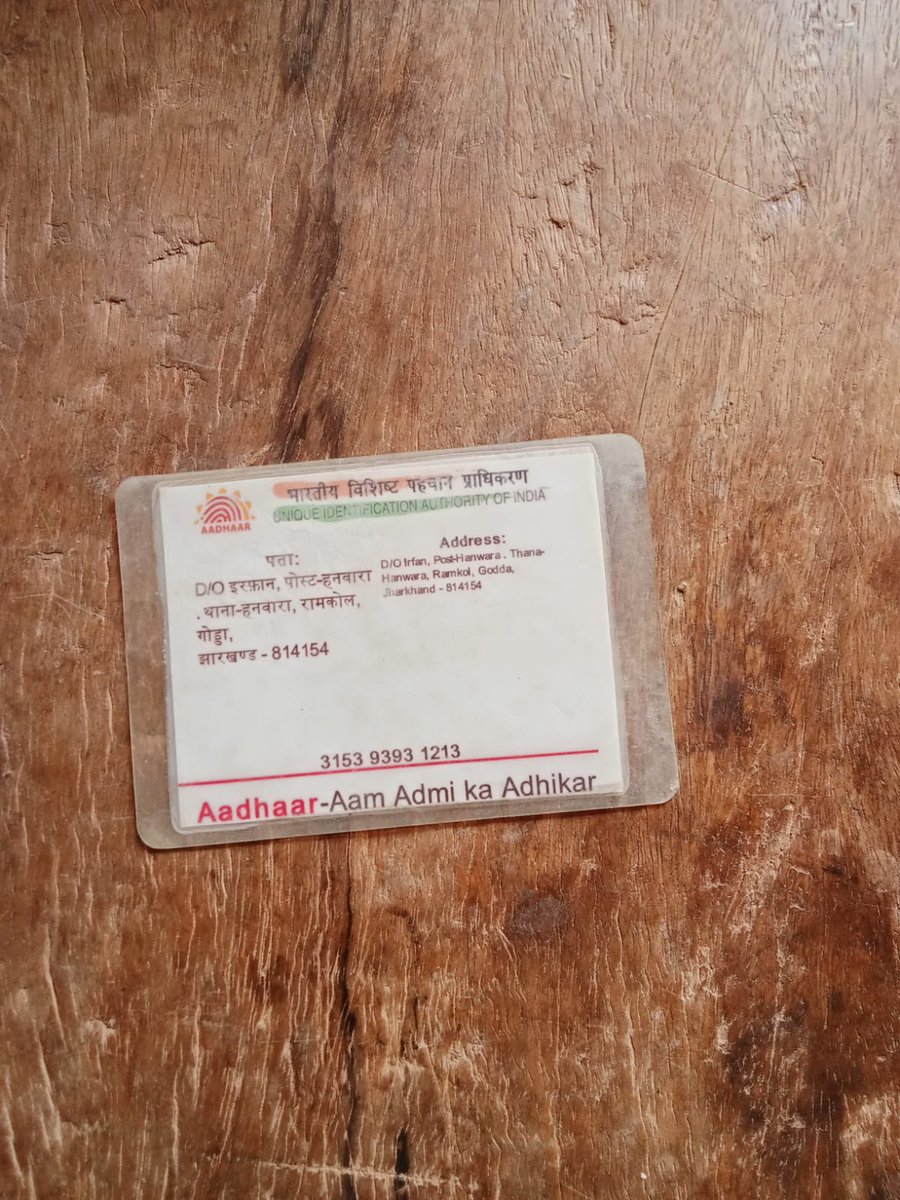 भारतीय विशिष्ट पहचान प्राधिकरण
UNIQUE IDENTIFICATION AUTHORITY OF INDIA
AADHAAR
पता:
D/O इरफ़ान, पोस्ट-हनवारा
. थाना-हनवारा, रामकोल,
गोड्डा,
झारखण्ड - 814154
Address:
D/O Irfan, Post-Hanwara . Thana-
Hanwara, Ramkol, Godda,
Jharkhand - 814154
3153 9393 1213
Aadhaar-Aam Admi ka Adhikar